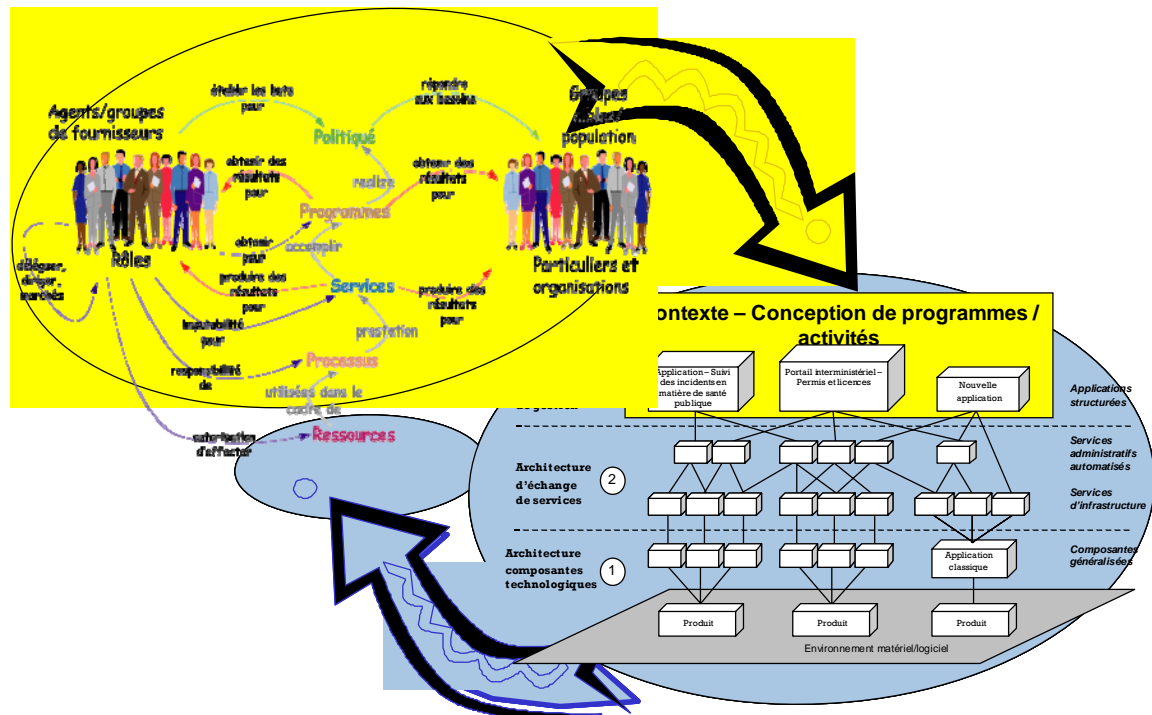 Agents/groupes
de fournisseurs
établir les buts
pour
répondre
aux besoins
Groupes
population
Politiqué
obtenir des
résultats
pour
realize
obtenir des
résultats
pour
Programmes
obtenir
pour
accomplir
Rôles
déléguer,
diriger,
marchés
produire des
résultats
pour
Services
produire des
résultats
pour
Particuliers et
organisations
Imputabilité
pour
prestation
responsibilité
de
Processus
utilisées dans le
cadre de
autorisation
d'affecter
Ressources
ontexte – Conception de programmes /
activités
Application – Suivi
des incidents en
matière de santé
publique
Portail interministériel –
Permis et licences
Nouvelle
application
Applications
structurées
Services
administratifs
automatisés
Architecture
d'échange
de services
2
Services
d'infrastructure
Architecture
composantes
technologiques
1
Application
classique
Composantes
généralisées
Produit
Produit
Produit
Environnement matériel/logiciel